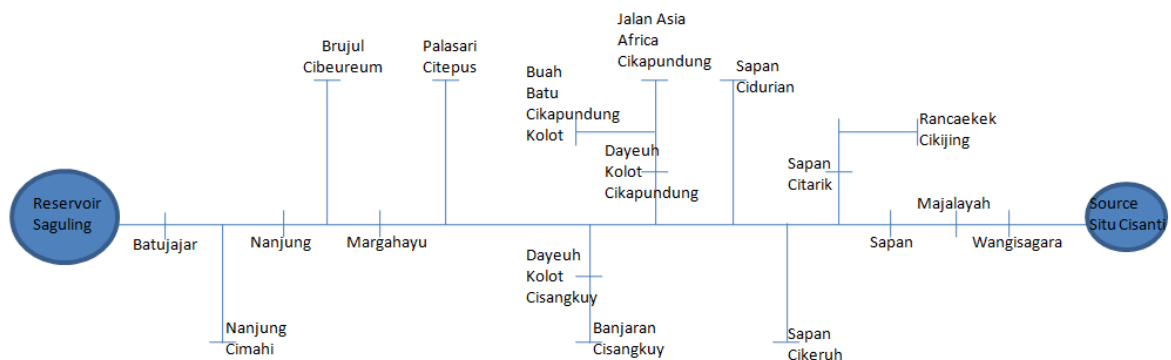 Reservoir
Saguling
Batujajar
Nanjung
Cimahi
Nanjung
Brujul
Cibeureum
Margahayu
Palasari
Citepus
Buah
Batu
Cikapundung
Kolot
Jalan Asia
Africa
Cikapundung
Dayeuh
Kolot
Cikapundung
Dayeuh
Kolot
Cisangkuy
Banjaran
Cisangkuy
Sapan
Cidurian
Sapan
Cikeruh
Sapan
Citarik
Rancaekek
Cikijing
Sapan
Majalayah
Wangisagara
Source
Situ Cisanti